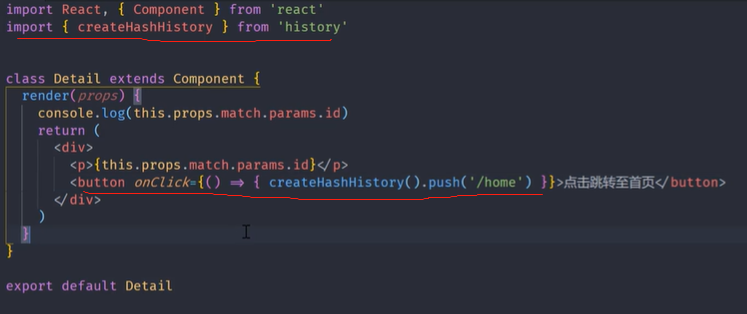 import React, { Component } from 'react'
import { createHashHistory } from 'history'
class Detail extends Component {
render(props) {
console.log(this.props.match.params.id)
return (
<div>
<p>{this.props.match.params.id}</p>
<button onClick={() => { createHashHistory().push('/home') }}>点击跳转至首页</button>
</div>
)
}
}
export default Detail